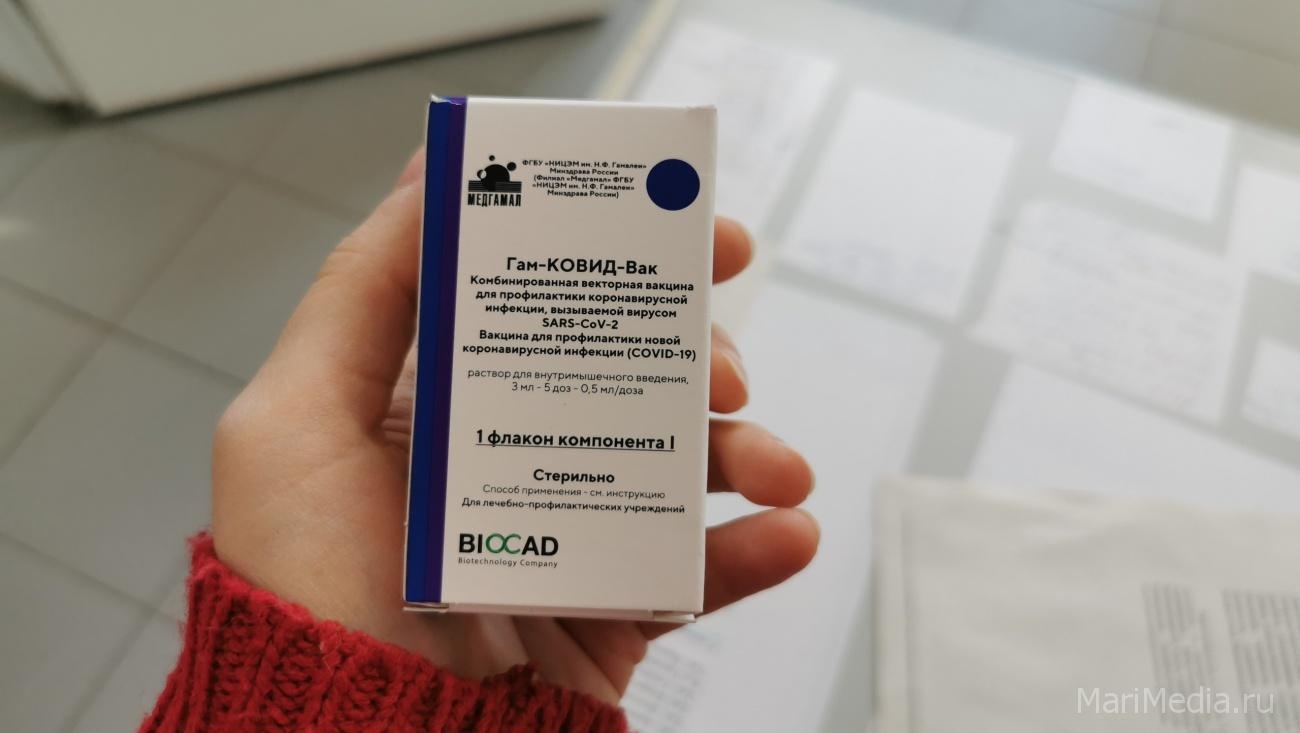 ФГБУ «НИЦЭМ им. Н.Ф. Гамалеи»
Минздрава России
(Филиал «Медгамал» ФГБУ
«НИЦЭМ им. Н.Ф. Гамалеи»
Минздрава России)
МЕДГАМАЛ
Гам-КОВИД-Вак
Комбинированная векторная вакцина
для профилактики коронавирусной
инфекции, вызываемой вирусом
SARS-CoV-2
Вакцина для профилактики новой
коронавирусной инфекции (COVID-19)
раствор для внутримышечного введения,
3 мл - 5 доз - 0,5 мл/доза
1 флакон компонента I
Стерильно
Способ применения - см. инструкцию
Для лечебно-профилактических учреждений
BIOCAD
Biotechnology Company
MariMedia.ru